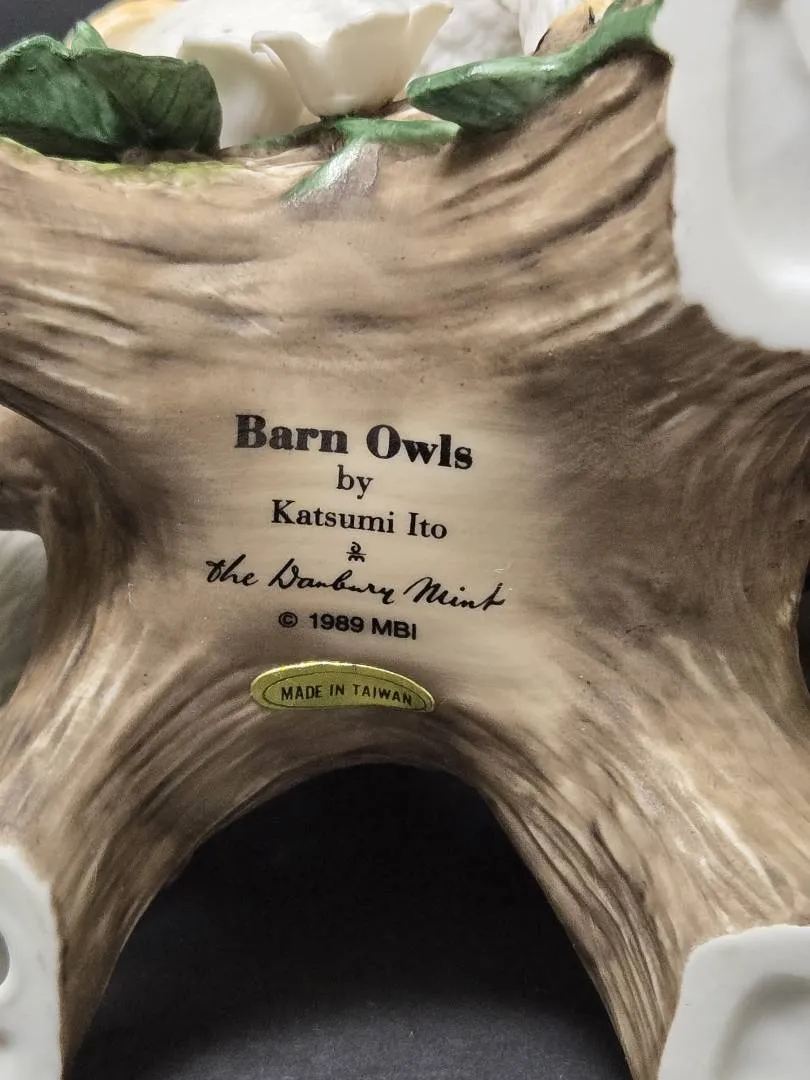 Barn Owls
by
Katsumi Ito
the Danbury Mint
© 1989 MBI
MADE IN TAIWAN